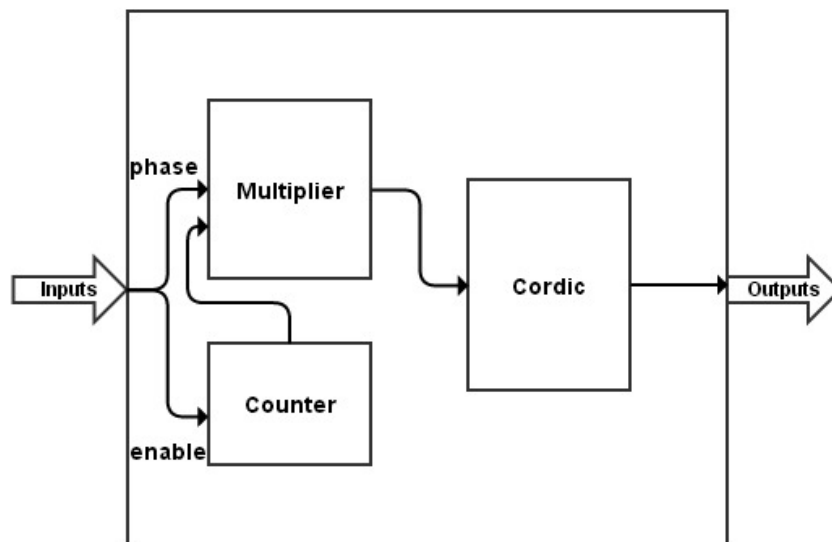 phase
Multiplier
Inputs
Cordic
Outputs
Counter
enable